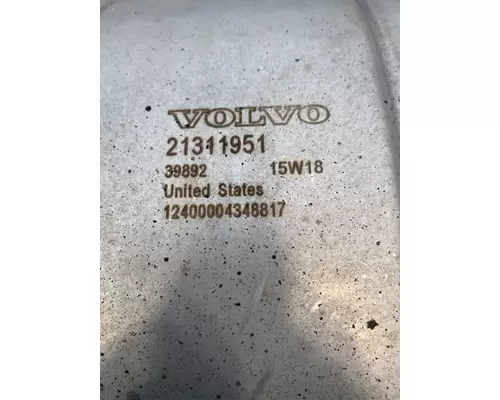 VOLVO
21311951
39892 15W18
United States
12400004348817